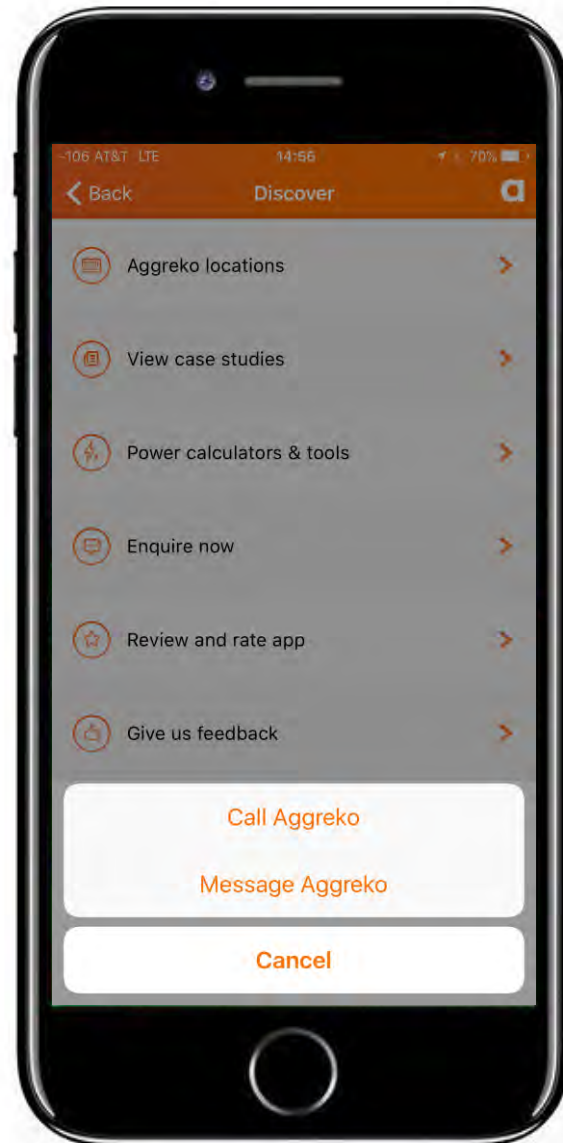 -106 AT&T LTE 14:56 70%
Back Discover a
Aggreko locations
View case studies
Power calculators & tools
Enquire now
Review and rate app
Give us feedback
Call Aggreko
Message Aggreko
Cancel